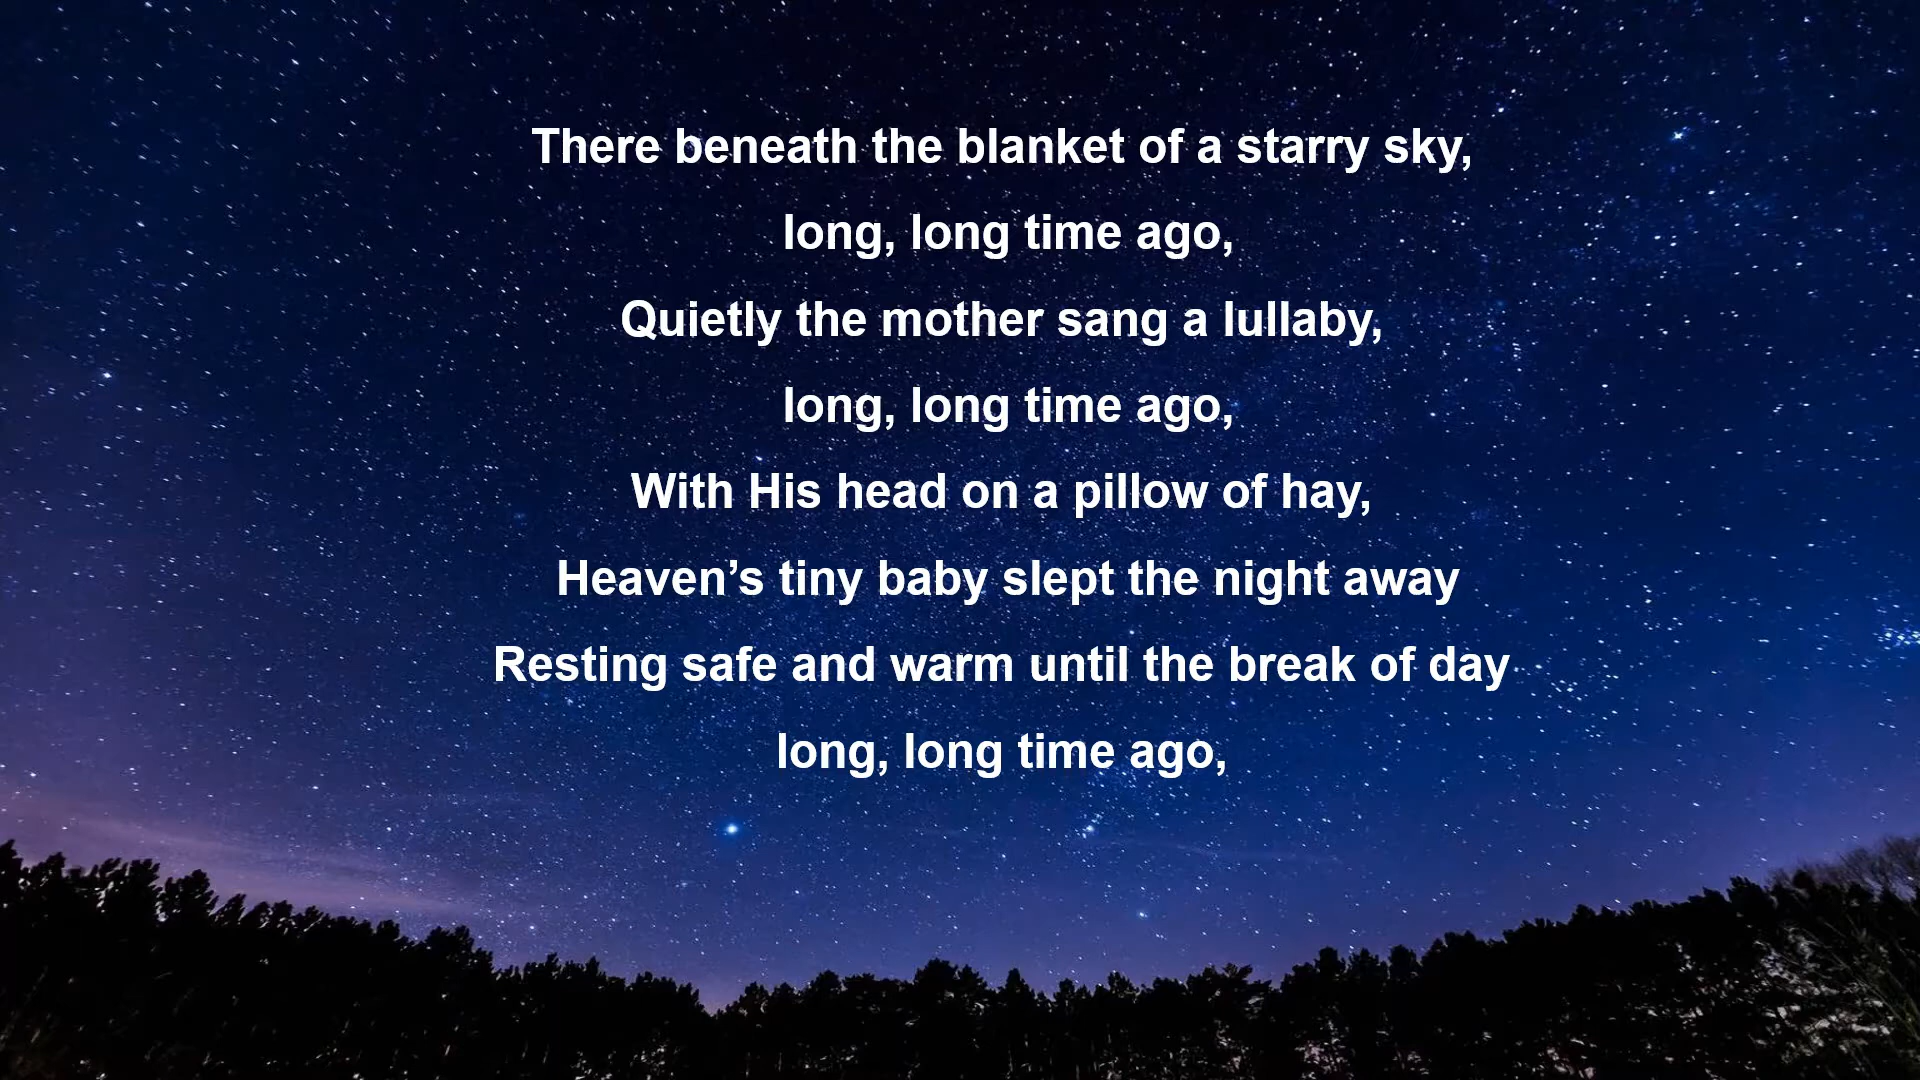 There beneath the blanket of a starry sky,
long, long time ago,
Quietly the mother sang a lullaby,
long, long time ago,
With His head on a pillow of hay,
Heaven’s tiny baby slept the night away
Resting safe and warm until the break of day
long, long time ago,